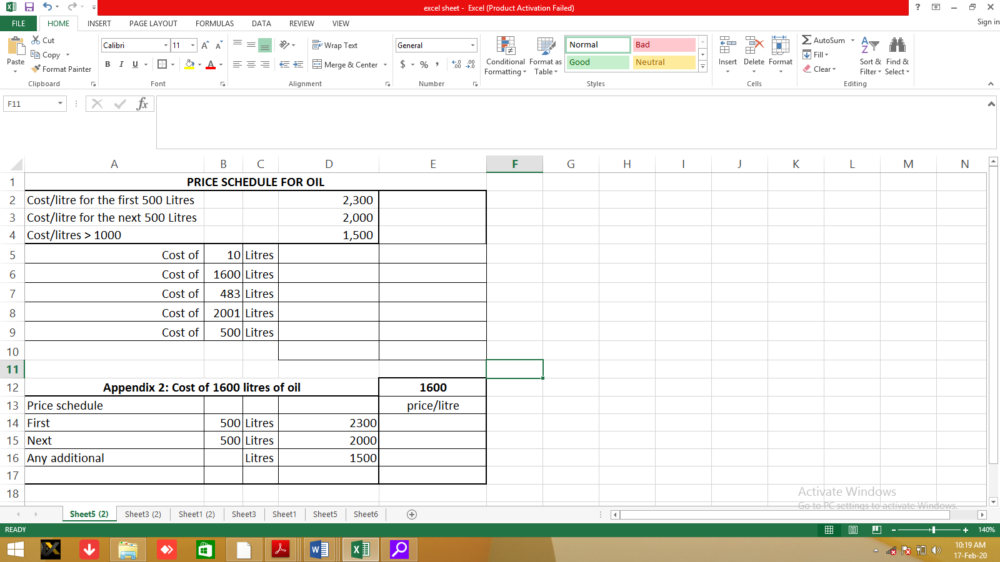 excel sheet - Excel (Product Activation Failed)
?
FILE HOME INSERT PAGE LAYOUT FORMULAS DATA REVIEW VIEW Sign in
Paste
Cut
Copy
Format Painter
Clipboard
Calibri 11
B I U
Font
Wrap Text
Merge & Center
Alignment
General
$ % ,
Number
Conditional Formatting
Format as Table
Normal Bad
Good Neutral
Styles
Insert Delete Format
Cells
AutoSum
Fill
Clear
Sort & Filter
Find & Select
Editing
F11 fx
A B C D E F G H I J K L M N
1 PRICE SCHEDULE FOR OIL
2 Cost/litre for the first 500 Litres 2,300
3 Cost/litre for the next 500 Litres 2,000
4 Cost/litres > 1000 1,500
5 Cost of 10 Litres
6 Cost of 1600 Litres
7 Cost of 483 Litres
8 Cost of 2001 Litres
9 Cost of 500 Litres
10
11
12 Appendix 2: Cost of 1600 litres of oil 1600
13 Price schedule price/litre
14 First 500 Litres 2300
15 Next 500 Litres 2000
16 Any additional Litres 1500
17
18
Activate Windows
Go to PC settings to activate Windows.
Sheet5 (2) Sheet3 (2) Sheet1 (2) Sheet3 Sheet1 Sheet5 Sheet6
READY 140%
10:19 AM
17-Feb-20